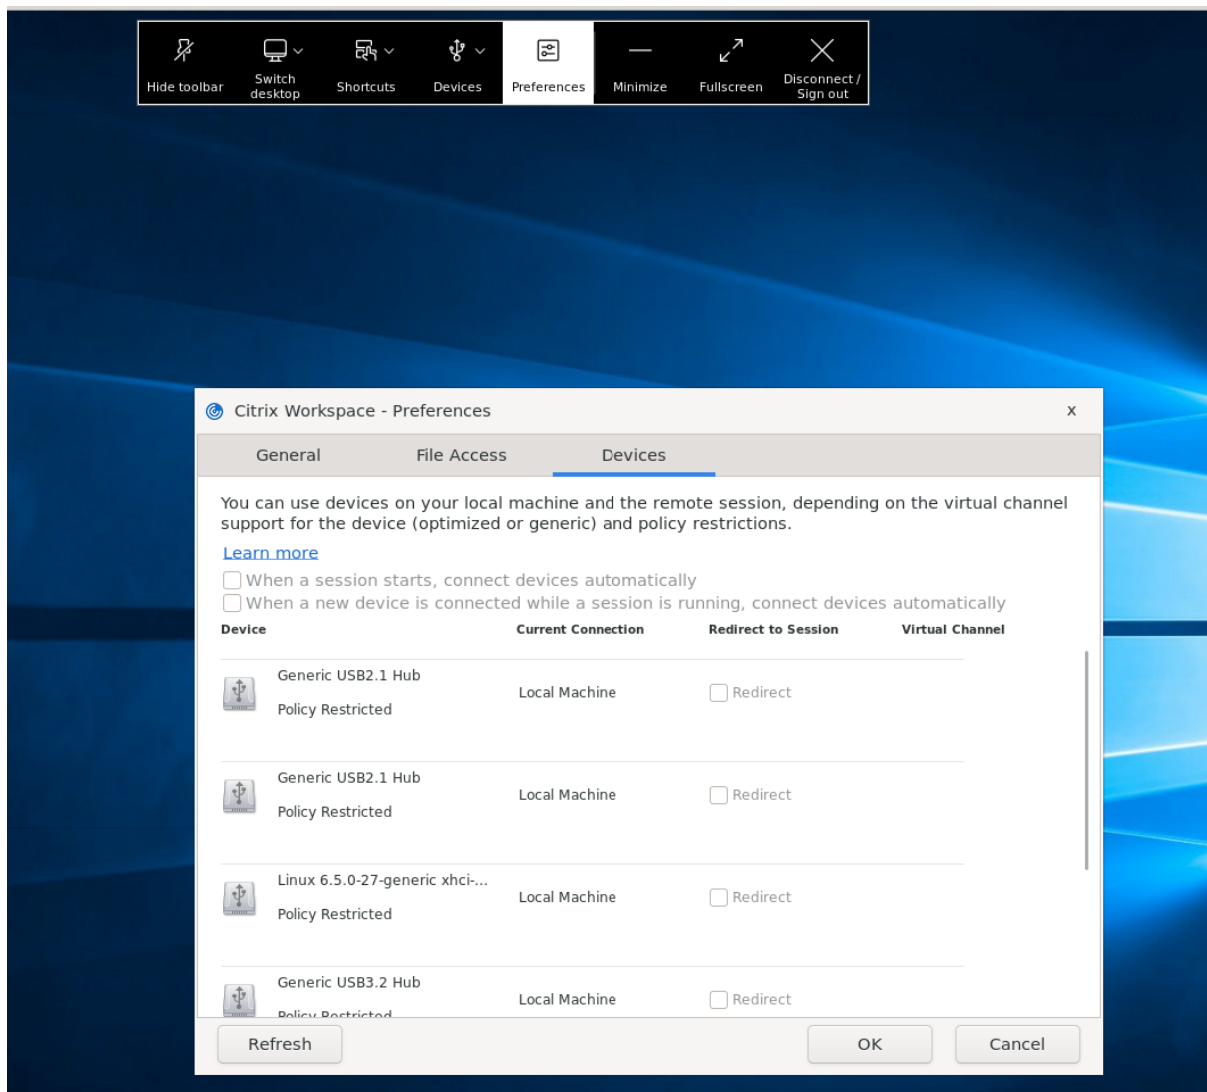 Hide toolbar
Switch desktop
Shortcuts
Devices
Preferences
Minimize
Fullscreen
Disconnect / Sign out
Citrix Workspace - Preferences
x
General File Access Devices
You can use devices on your local machine and the remote session, depending on the virtual channel
support for the device (optimized or generic) and policy restrictions.
Learn more
When a session starts, connect devices automatically
When a new device is connected while a session is running, connect devices automatically
Device Current Connection Redirect to Session Virtual Channel
Generic USB2.1 Hub
Policy Restricted
Local Machine
Redirect
Generic USB2.1 Hub
Policy Restricted
Local Machine
Redirect
Linux 6.5.0-27-generic xhci-...
Policy Restricted
Local Machine
Redirect
Generic USB3.2 Hub
Policy Restricted
Local Machine
Redirect
Refresh OK Cancel